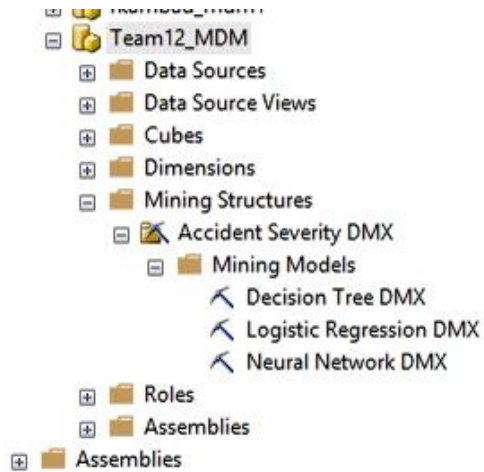 Team12_MDM
Data Sources
Data Source Views
Cubes
Dimensions
Mining Structures
Accident Severity DMX
Mining Models
Decision Tree DMX
Logistic Regression DMX
Neural Network DMX
Roles
Assemblies
Assemblies